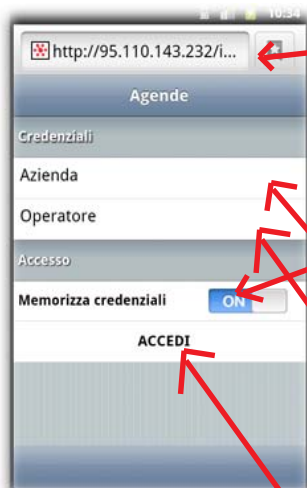 10:34
http://95.110.143.232/i...
Agende
Credenziali
Azienda
Operatore
Accesso
Memorizza credenziali ON
ACCEDI